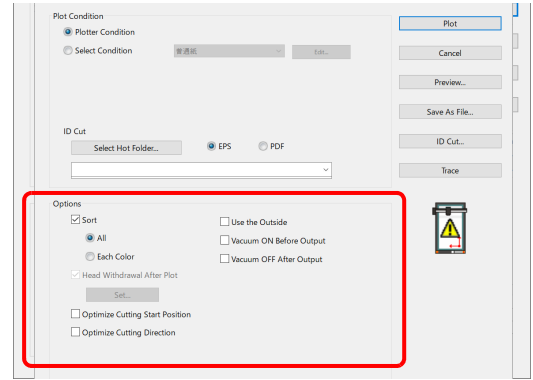 Plot Condition
Plotter Condition
Select Condition
普通紙
Edit...
ID Cut
Select Hot Folder...
EPS
PDF
Options
Sort
All
Each Color
Head Withdrawal After Plot
Set...
Optimize Cutting Start Position
Optimize Cutting Direction
Use the Outside
Vacuum ON Before Output
Vacuum OFF After Output
Plot
Cancel
Preview...
Save As File...
ID Cut...
Trace